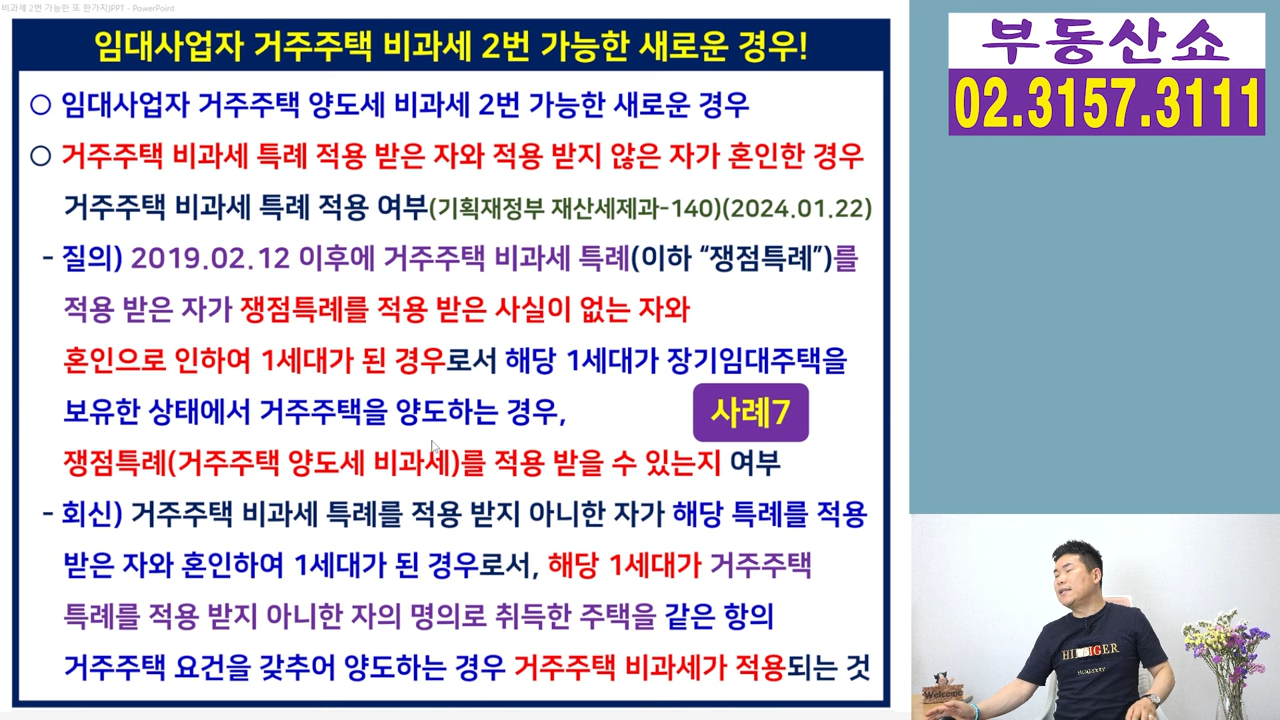 비과세 2번 가능한 또 한가지)PPT - PowerPoint
임대사업자 거주주택 비과세 2번 가능한 새로운 경우!
부동산쇼
02.3157.3111
○ 임대사업자 거주주택 양도세 비과세 2번 가능한 새로운 경우
○ 거주주택 비과세 특례 적용 받은 자와 적용 받지 않은 자가 혼인한 경우
거주주택 비과세 특례 적용 여부(기획재정부 재산세제과-140)(2024.01.22)
- 질의) 2019.02.12 이후에 거주주택 비과세 특례(이하 “쟁점특례”)를
적용 받은 자가 쟁점특례를 적용 받은 사실이 없는 자와
혼인으로 인하여 1세대가 된 경우로서 해당 1세대가 장기임대주택을
보유한 상태에서 거주주택을 양도하는 경우,
사례7
쟁점특례(거주주택 양도세 비과세)를 적용 받을 수 있는지 여부
- 회신) 거주주택 비과세 특례를 적용 받지 아니한 자가 해당 특례를 적용
받은 자와 혼인하여 1세대가 된 경우로서, 해당 1세대가 거주주택
특례를 적용 받지 아니한 자의 명의로 취득한 주택을 같은 항의
거주주택 요건을 갖추어 양도하는 경우 거주주택 비과세가 적용되는 것
Welcome